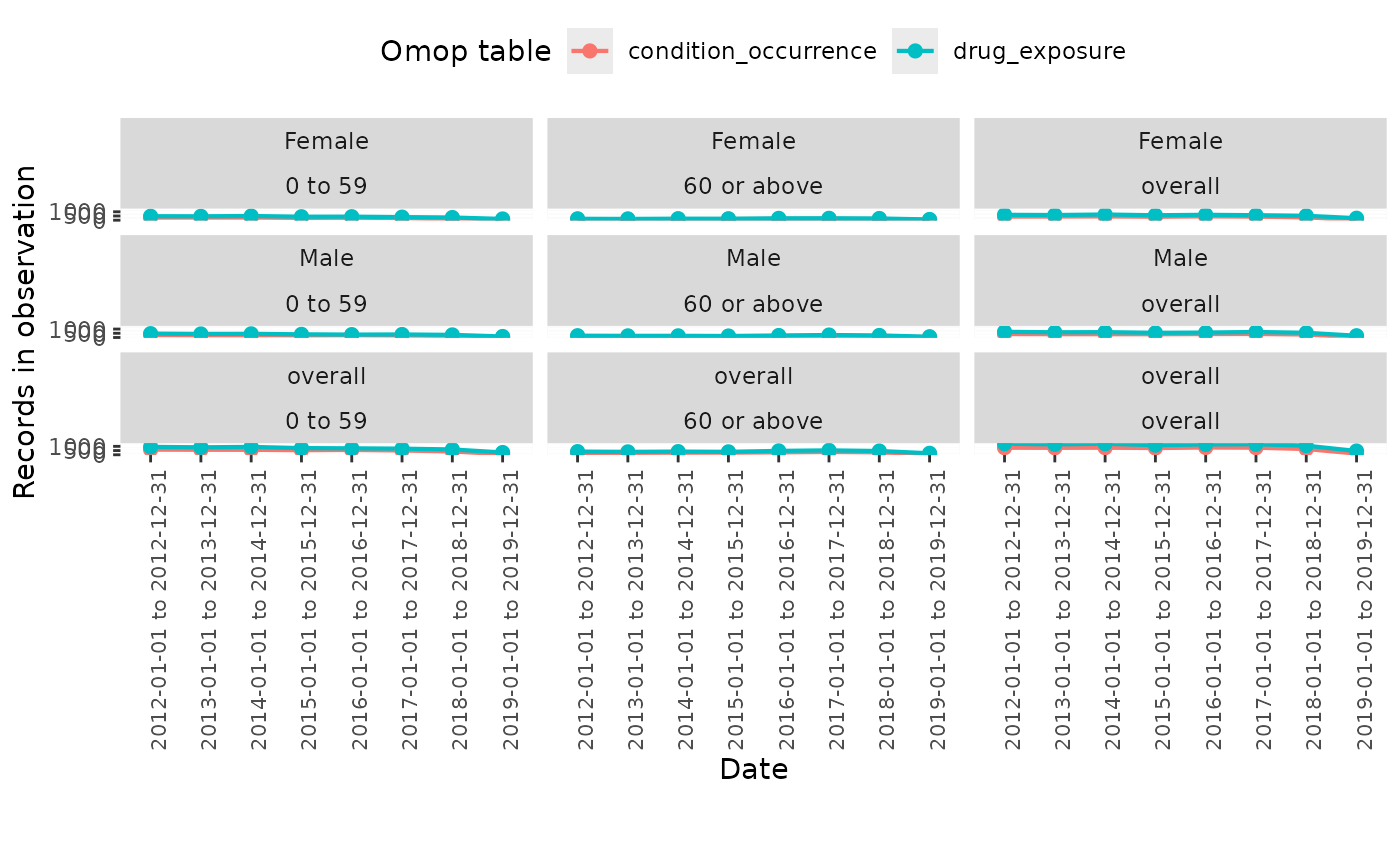 Omop table condition_occurrence drug_exposure
Female Female Female
0 to 59 60 or above overall
0
Male Male Male
0 to 59 60 or above overall
0
overall overall overall
0 to 59 60 or above overall
0
Records in observation
2012-01-01 to 2012-12-31
2013-01-01 to 2013-12-31
2014-01-01 to 2014-12-31
2015-01-01 to 2015-12-31
2016-01-01 to 2016-12-31
2017-01-01 to 2017-12-31
2018-01-01 to 2018-12-31
2019-01-01 to 2019-12-31
2012-01-01 to 2012-12-31
2013-01-01 to 2013-12-31
2014-01-01 to 2014-12-31
2015-01-01 to 2015-12-31
2016-01-01 to 2016-12-31
2017-01-01 to 2017-12-31
2018-01-01 to 2018-12-31
2019-01-01 to 2019-12-31
2012-01-01 to 2012-12-31
2013-01-01 to 2013-12-31
2014-01-01 to 2014-12-31
2015-01-01 to 2015-12-31
2016-01-01 to 2016-12-31
2017-01-01 to 2017-12-31
2018-01-01 to 2018-12-31
2019-01-01 to 2019-12-31
Date